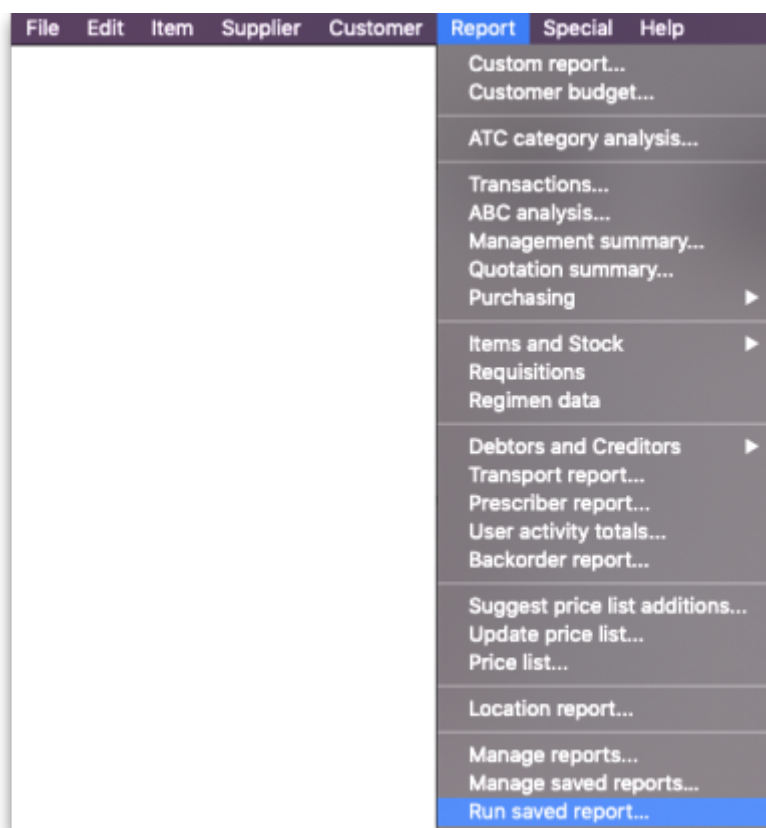 File Edit Item Supplier Customer Report Special Help
Custom report...
Customer budget...
ATC category analysis...
Transactions...
ABC analysis...
Management summary...
Quotation summary...
Purchasing
Items and Stock
Requisitions
Regimen data
Debtors and Creditors
Transport report...
Prescriber report...
User activity totals...
Backorder report...
Suggest price list additions...
Update price list...
Price list...
Location report...
Manage reports...
Manage saved reports...
Run saved report...